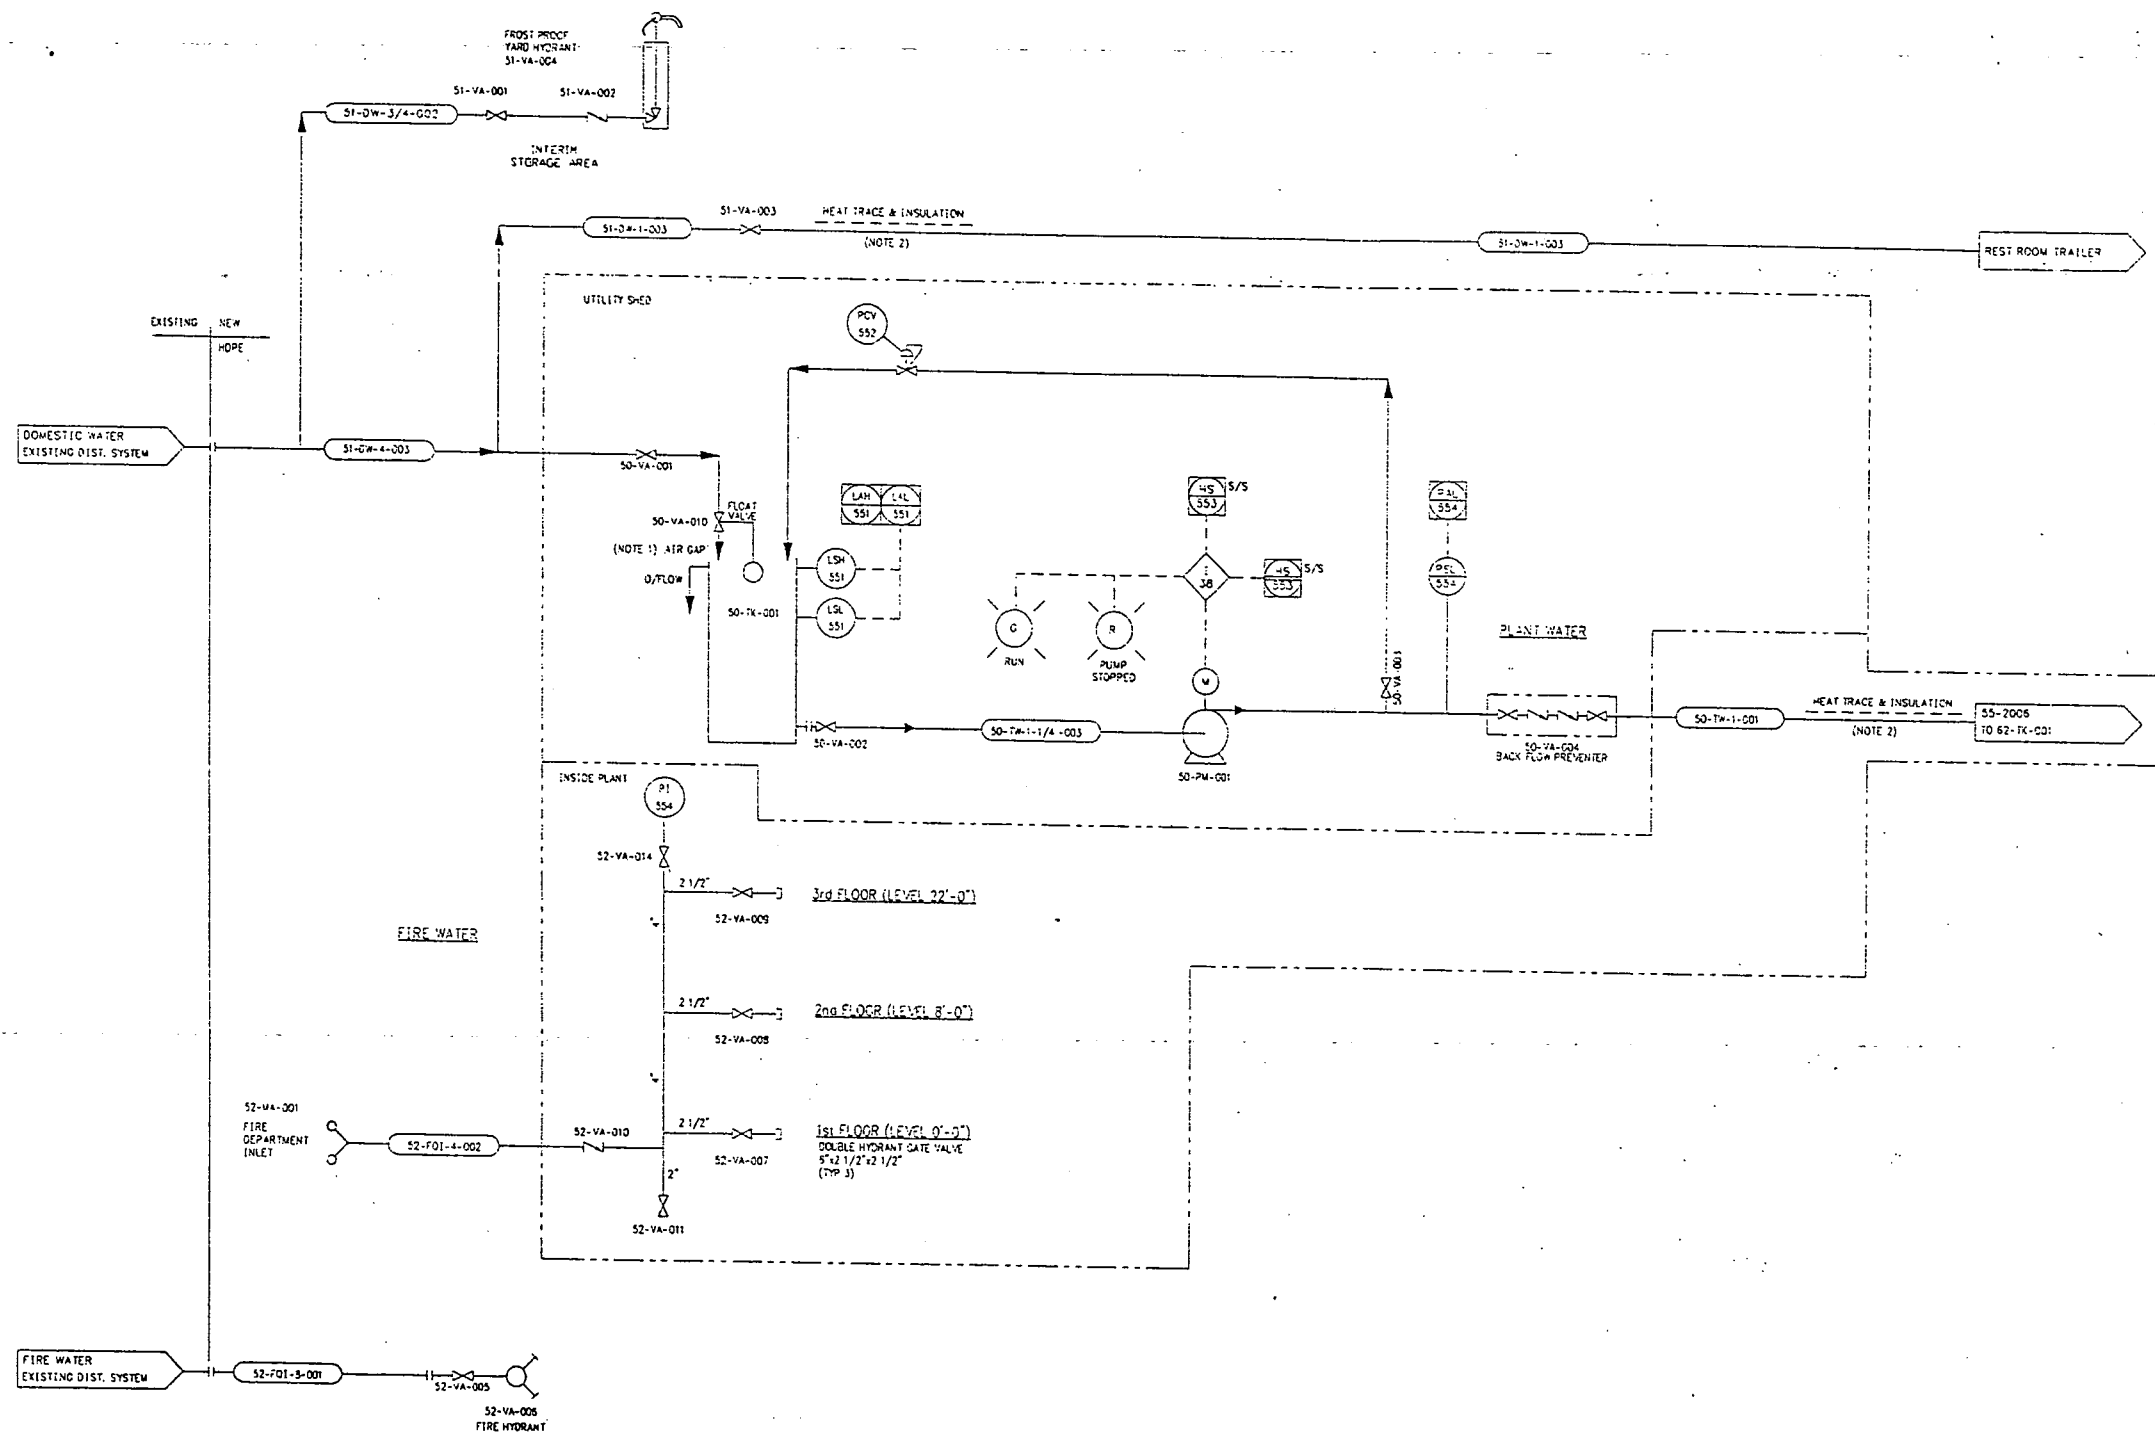 FROST PROOF
YARD HYDRANT
51-VA-004
51-VA-001
51-VA-002
51-DW-3/4-002
INTERIM
STORAGE AREA
51-DW-1-003
51-VA-003
HEAT TRACE & INSULATION
(NOTE 2)
51-DW-1-003
REST ROOM TRAILER
UTILITY SHED
EXISTING
NEW
HDPE
PCV
552
DOMESTIC WATER
EXISTING DIST. SYSTEM
51-DW-4-003
50-VA-001
FLOAT
VALVE
50-VA-010
(NOTE 1) AIR GAP
O/FLOW
50-TK-001
LAH
551
LAL
551
LSH
551
LSL
551
HS
553
S/S
38
HS
553
S/S
G
RUN
R
PUMP
STOPPED
M
PAL
554
PSL
554
PLANT WATER
50-VA-003
50-VA-002
50-TW-1-1/4-003
50-PM-001
50-VA-004
BACK FLOW PREVENTER
50-TW-1-001
HEAT TRACE & INSULATION
(NOTE 2)
55-2006
TO 62-TK-001
INSIDE PLANT
PI
554
52-VA-014
2 1/2"
52-VA-009
3rd FLOOR (LEVEL 22'-0")
4"
FIRE WATER
2 1/2"
52-VA-008
2nd FLOOR (LEVEL 8'-0")
4"
52-MA-001
FIRE
DEPARTMENT
INLET
52-FQI-4-002
52-VA-010
2 1/2"
52-VA-007
1st FLOOR (LEVEL 0'-0")
DOUBLE HYDRANT GATE VALVE
5"x2 1/2"x2 1/2"
(TYP 3)
2"
52-VA-011
FIRE WATER
EXISTING DIST. SYSTEM
52-VA-005
52-VA-006
FIRE HYDRANT